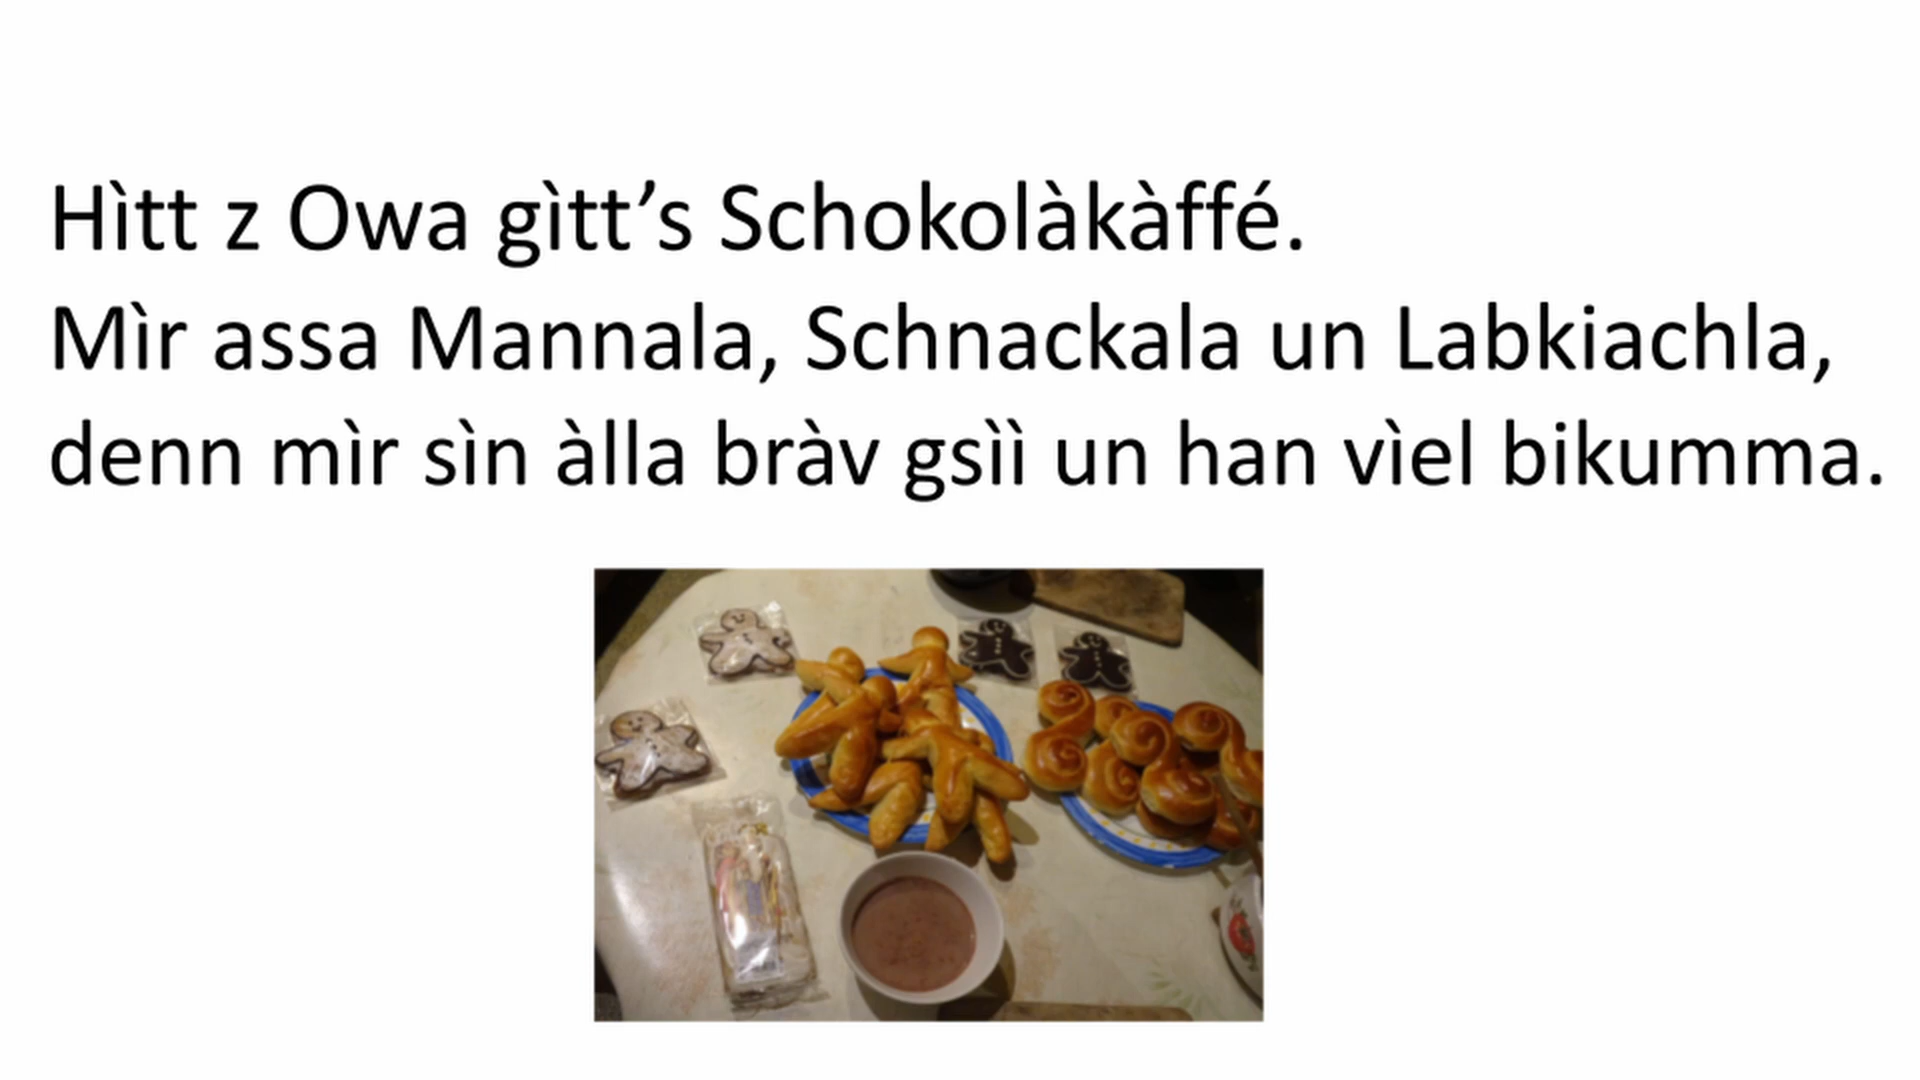 Hìtt z Owa gìtt’s Schokolàkàffé.
Mìr assa Mannala, Schnackala un Labkiachla,
denn mìr sìn àlla bràv gsìì un han vìel bikumma.